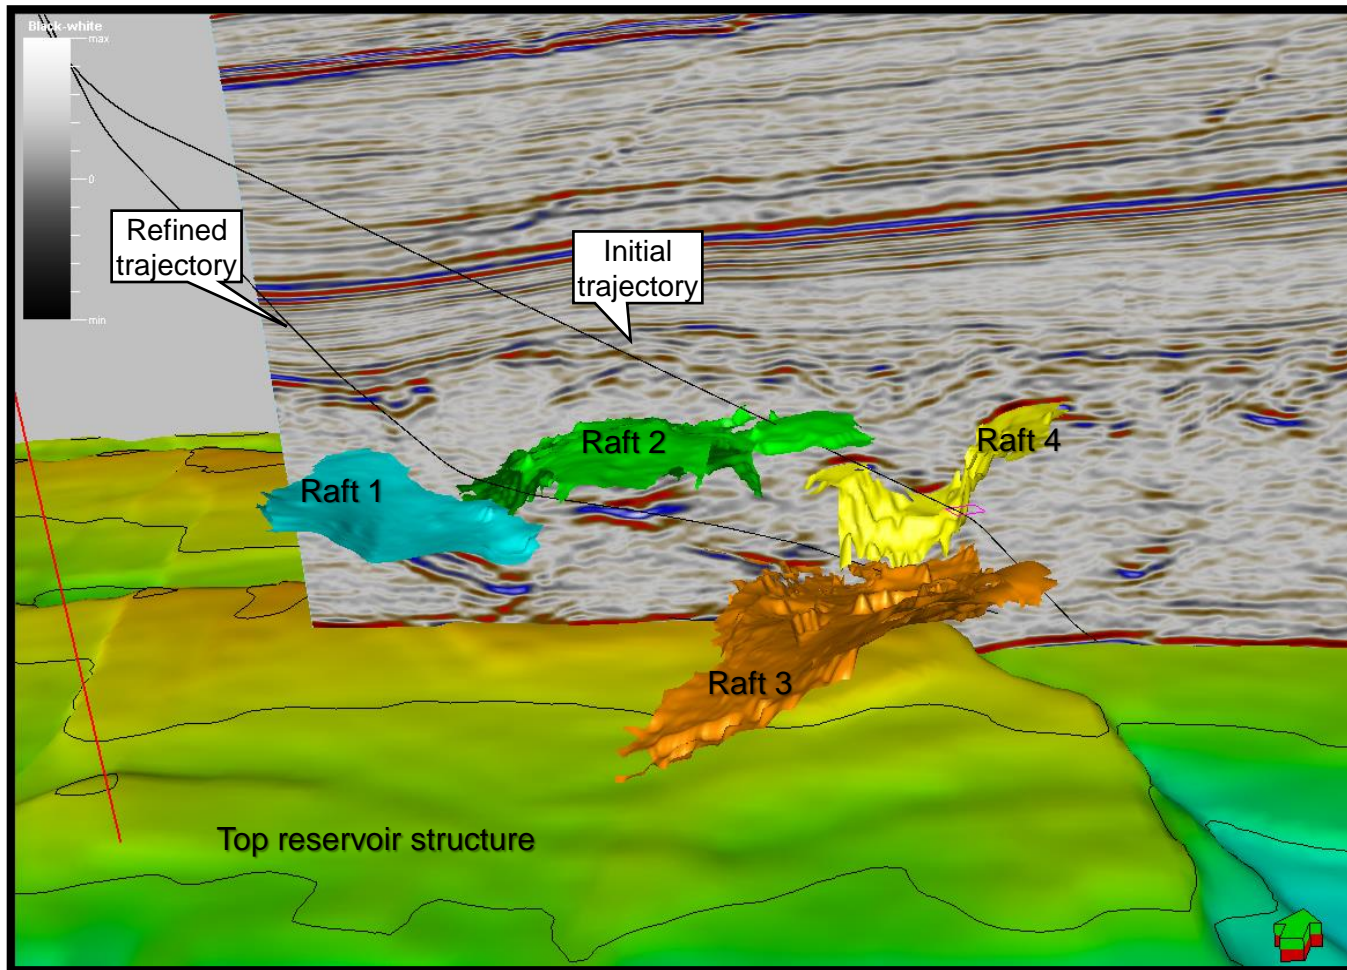 Black-white
max
0
min
Refined
trajectory
Initial
trajectory
Raft 1
Raft 2
Raft 4
Raft 3
Top reservoir structure